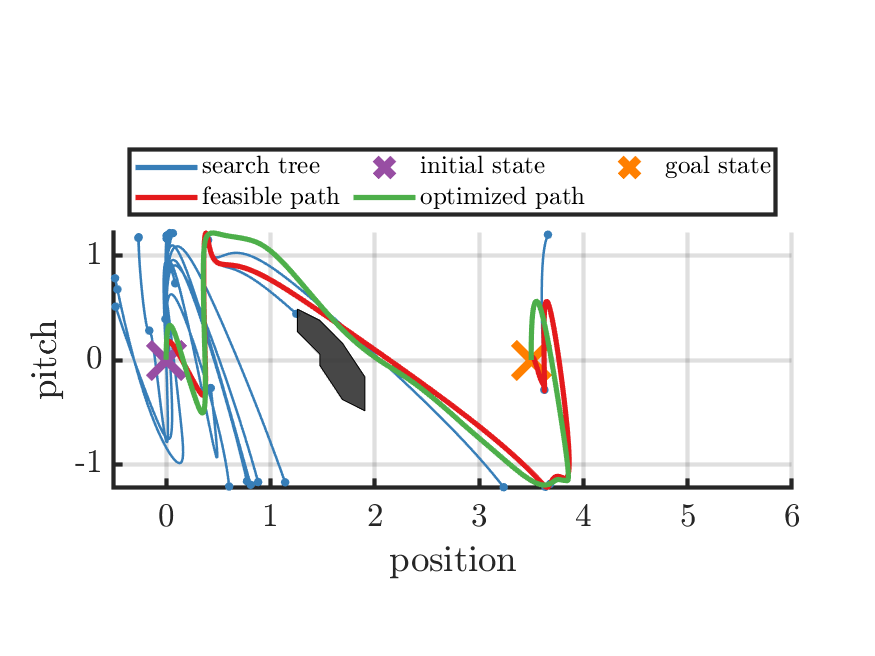 search tree initial state goal state
feasible path optimized path
1
0
-1
pitch
0 1 2 3 4 5 6
position